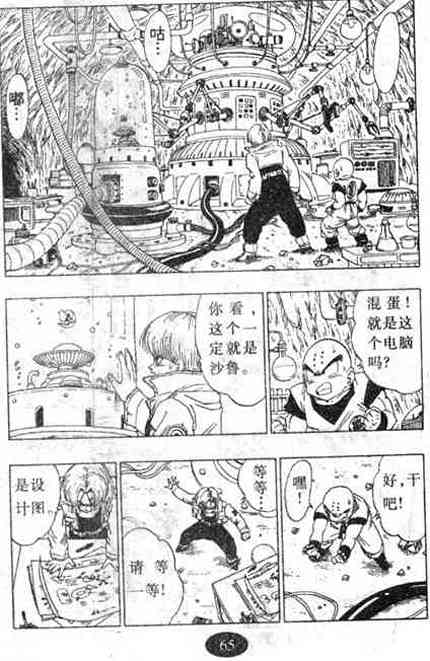 咕…
嘟…
混蛋！
就是这
个电脑
吗？
你看，
这个一
定就是
沙鲁。
好，干
吧！
嘿！
等等…
请等
一等！
是设
计图
65